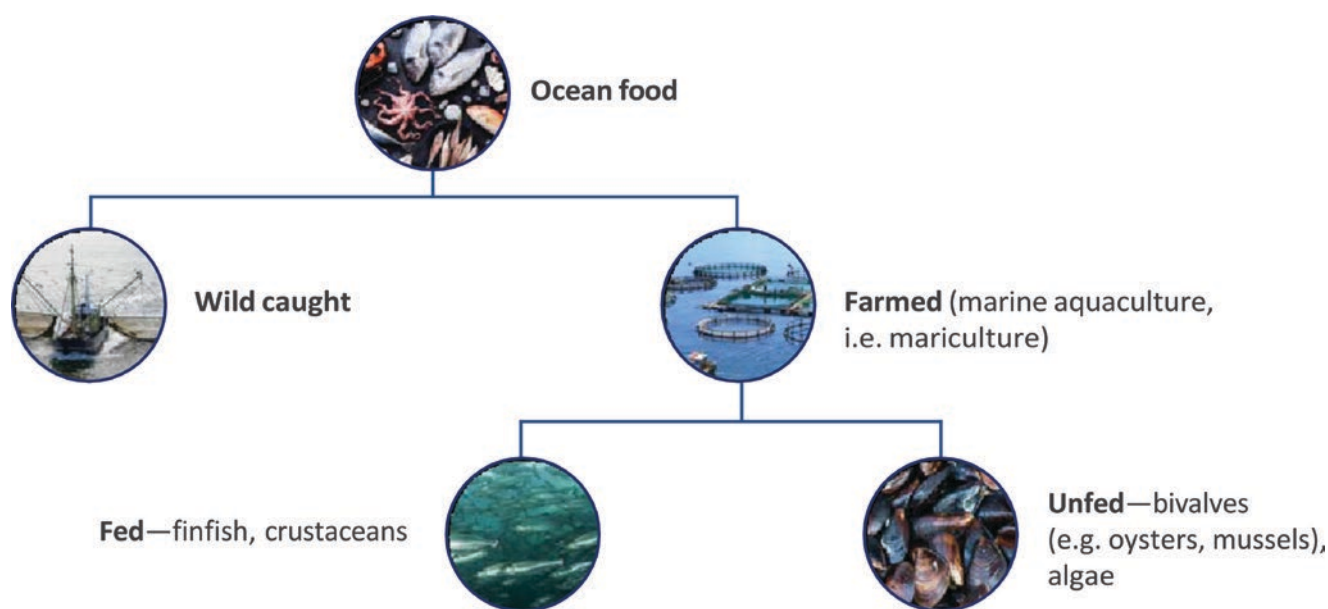 Ocean food
Wild caught
Farmed (marine aquaculture,
i.e. mariculture)
Fed—finfish, crustaceans
Unfed—bivalves
(e.g. oysters, mussels),
algae